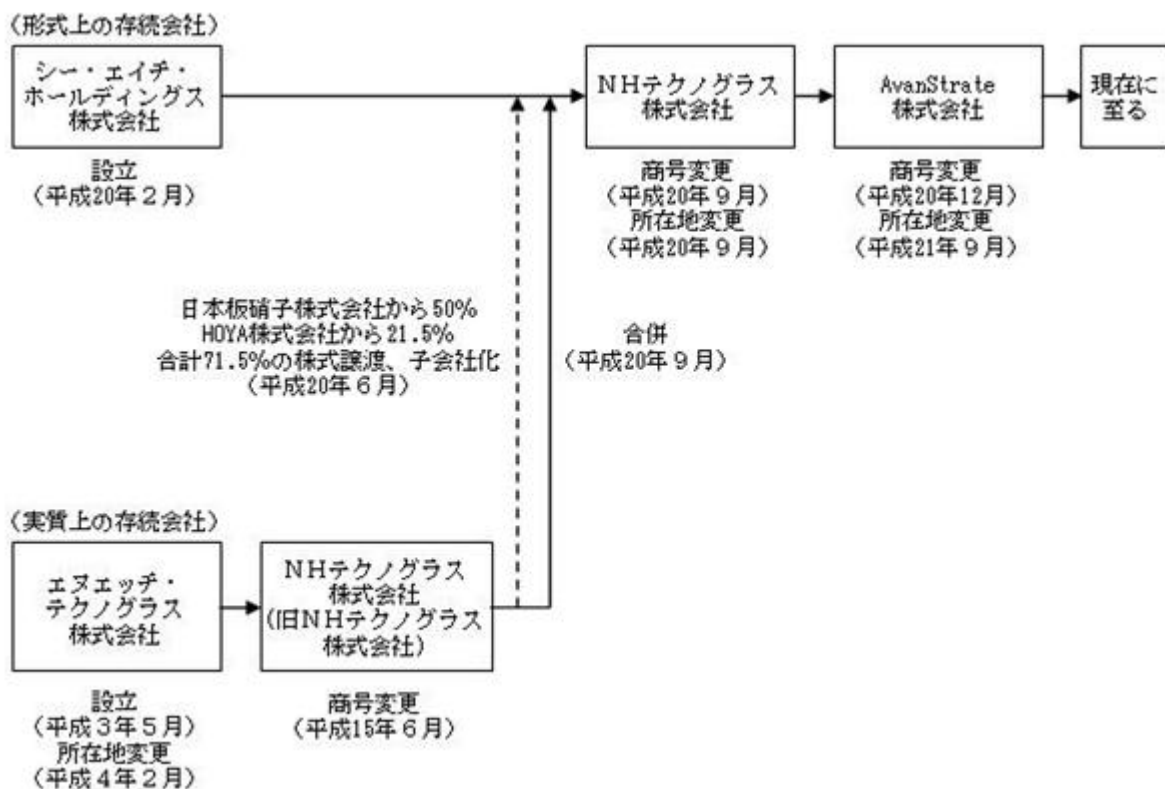 （形式上の存続会社）
シー・エイチ・
ホールディングス
株式会社
設立
（平成20年２月）
ＮＨテクノグラス
株式会社
商号変更
（平成20年９月）
所在地変更
（平成20年９月）
AvanStrate
株式会社
商号変更
（平成20年12月）
所在地変更
（平成21年９月）
現在に
至る
日本板硝子株式会社から50%
HOYA株式会社から21.5%
合計71.5%の株式譲渡、子会社化
（平成20年６月）
合併
（平成20年９月）
（実質上の存続会社）
エヌエッチ・
テクノグラス
株式会社
設立
（平成３年５月）
所在地変更
（平成４年２月）
ＮＨテクノグラス
株式会社
(旧ＮＨテクノグラス
株式会社)
商号変更
（平成15年６月）